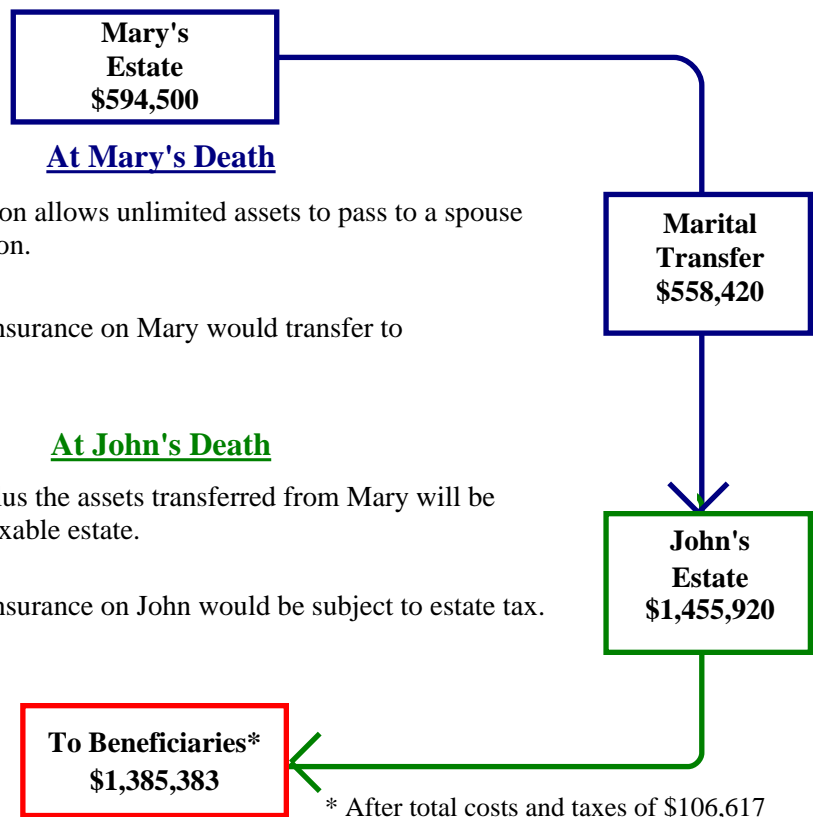 Mary's
Estate
$594,500
At Mary's Death
on allows unlimited assets to pass to a spouse
on.
Marital
Transfer
$558,420
nsurance on Mary would transfer to
At John's Death
lus the assets transferred from Mary will be
xable estate.
John's
Estate
$1,455,920
nsurance on John would be subject to estate tax.
To Beneficiaries*
$1,385,383
* After total costs and taxes of $106,617